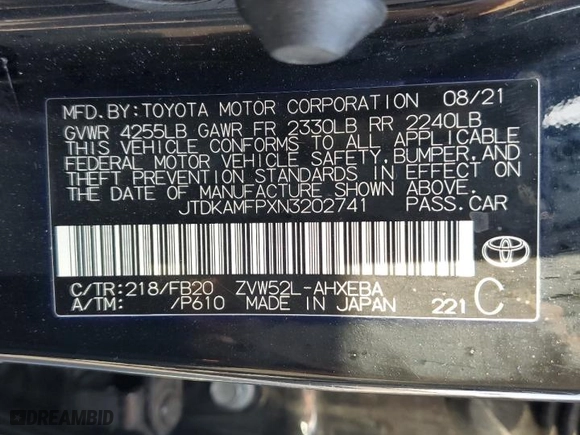 MFD. BY: TOYOTA MOTOR CORPORATION 08/21
GVWR 4255LB GAWR FR 2330LB RR 2240LB
THIS VEHICLE CONFORMS TO ALL APPLICABLE
FEDERAL MOTOR VEHICLE SAFETY, BUMPER, AND
THEFT PREVENTION STANDARDS IN EFFECT ON
THE DATE OF MANUFACTURE SHOWN ABOVE.
JTDKAMFPXN3202741 PASS. CAR
C/TR: 218/FB20 ZVW52L-AHXEBA
A/TM: /P610 MADE IN JAPAN 221 C
DREAMBID